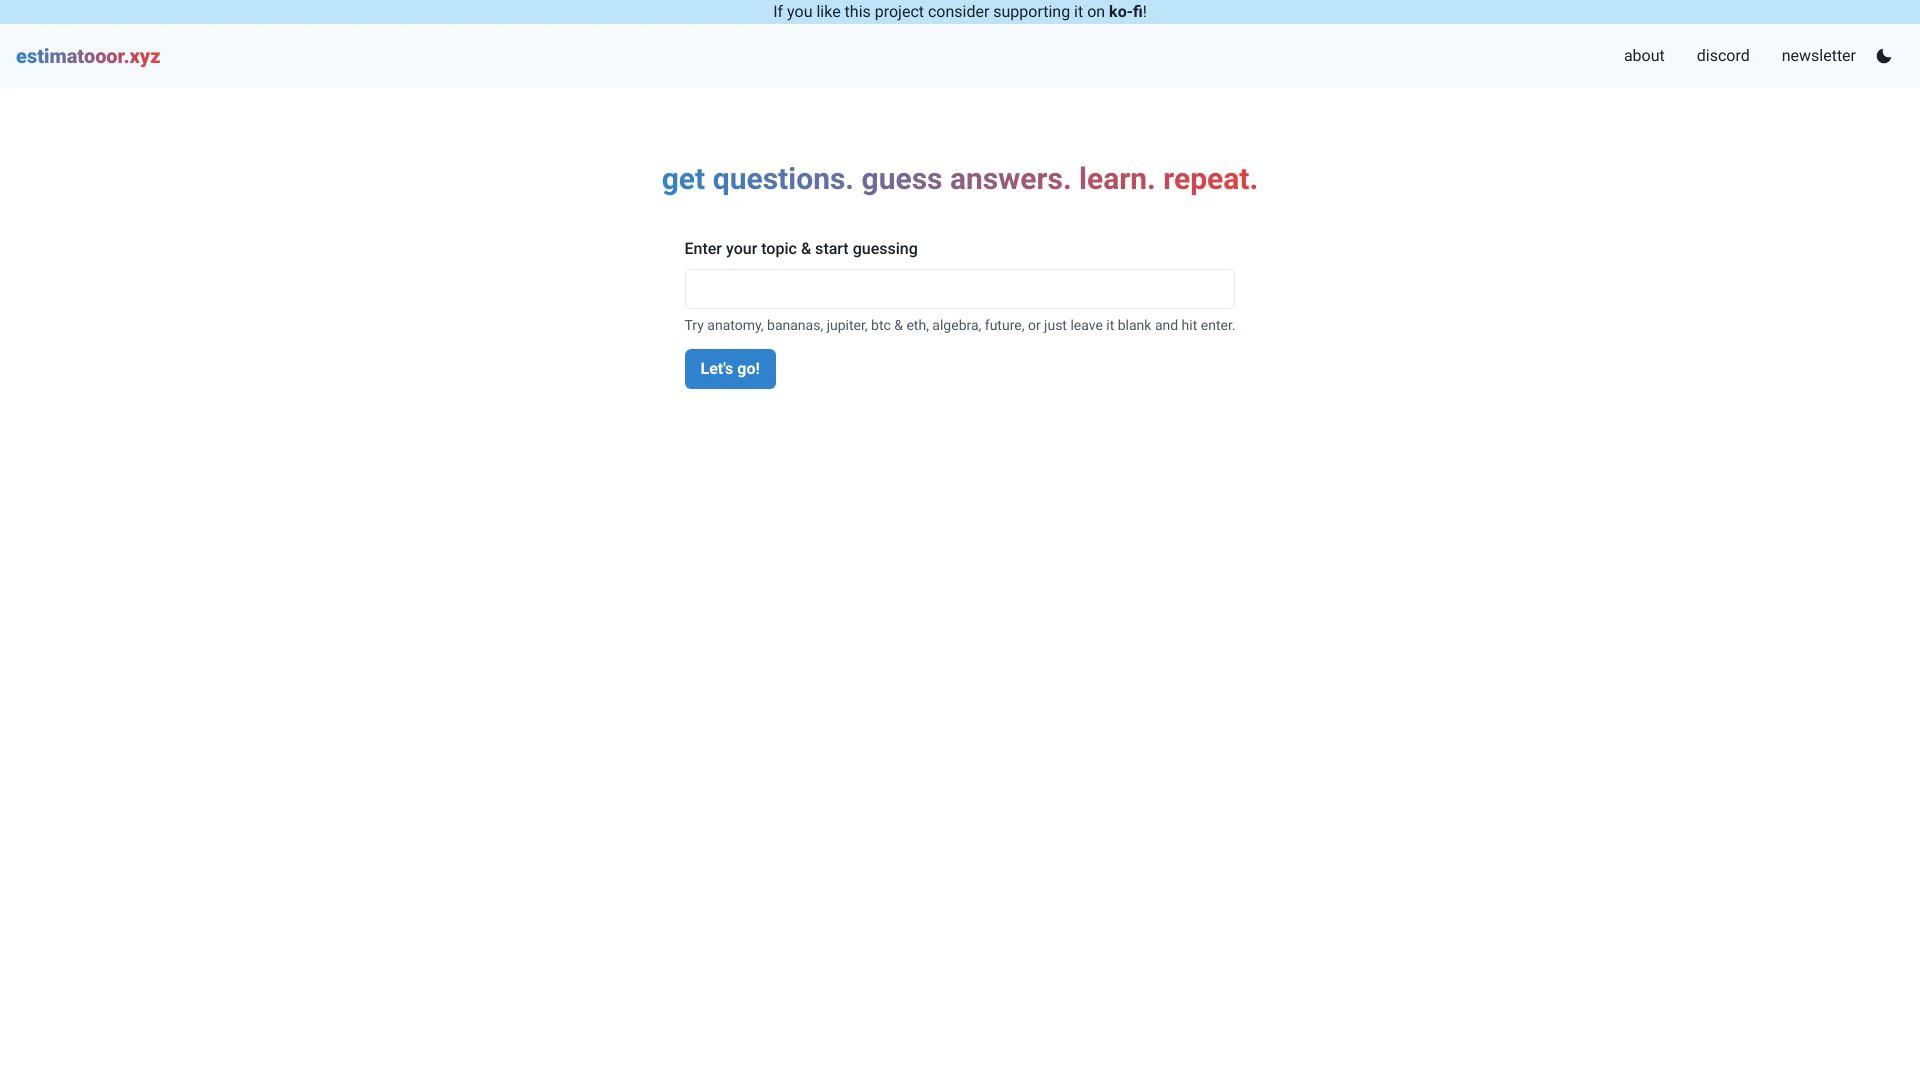 If you like this project consider supporting it on ko-fi!
estimatooor.xyz
about
discord
newsletter
get questions. guess answers. learn. repeat.
Enter your topic & start guessing
Try anatomy, bananas, jupiter, btc & eth, algebra, future, or just leave it blank and hit enter.
Let's go!